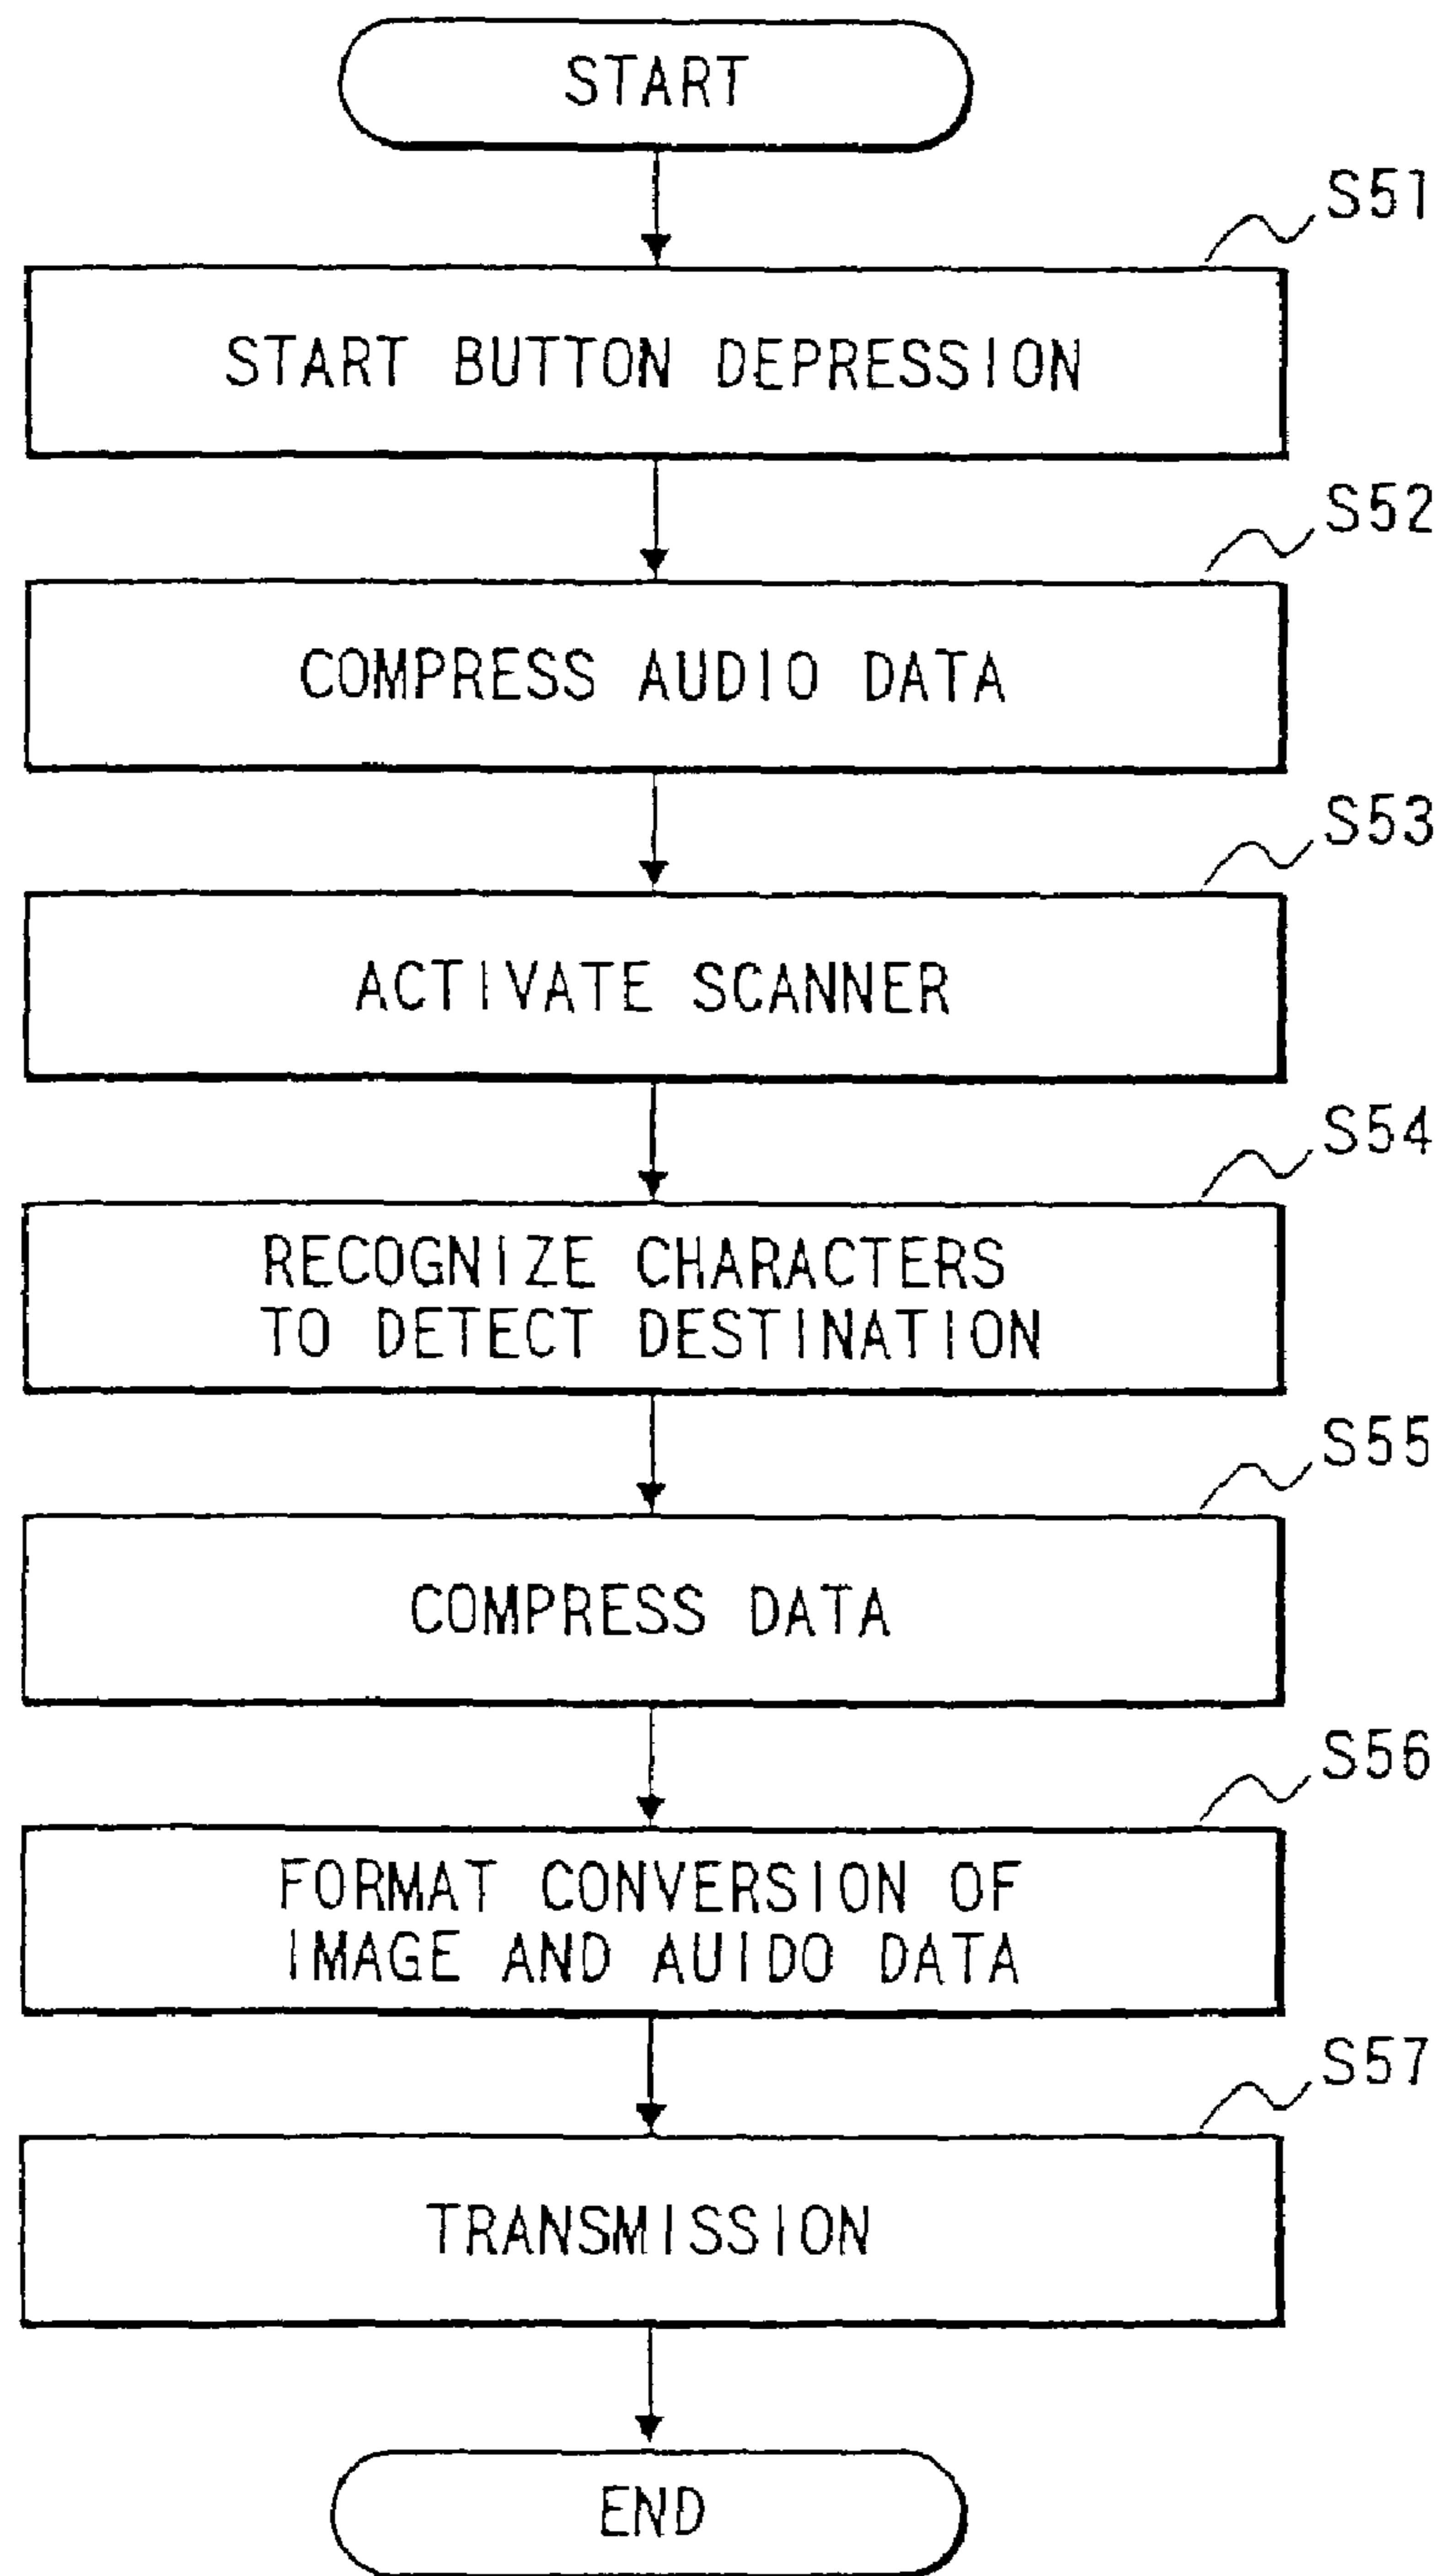 START
S51
START BUTTON DEPRESSION
S52
COMPRESS AUDIO DATA
S53
ACTIVATE SCANNER
S54
RECOGNIZE CHARACTERS
TO DETECT DESTINATION
S55
COMPRESS DATA
S56
FORMAT CONVERSION OF
IMAGE AND AUIDO DATA
S57
TRANSMISSION
END